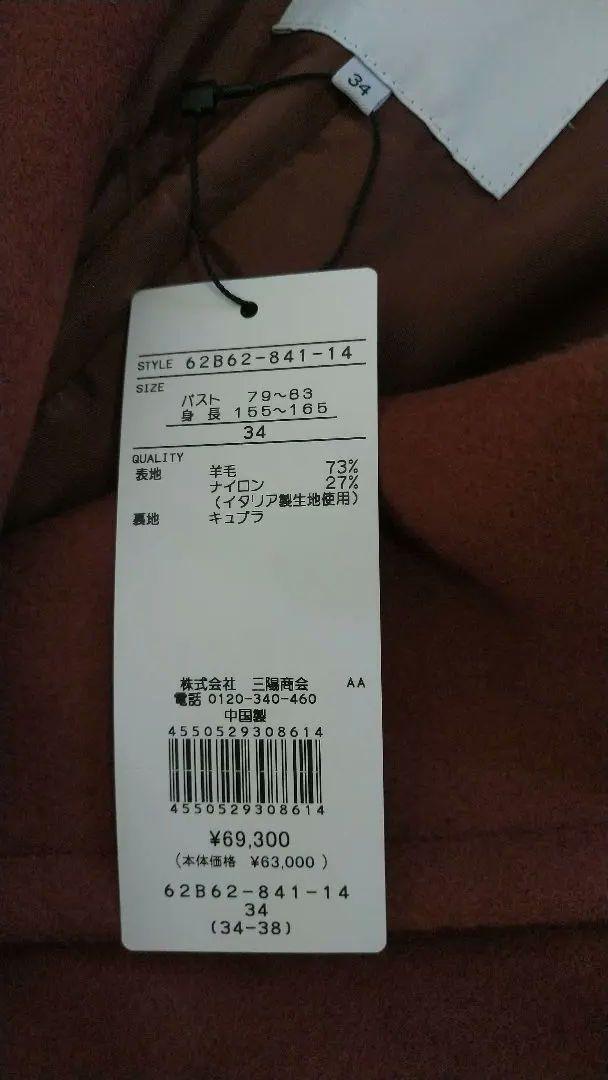 34
STYLE 62B62-841-14
SIZE
バスト 79~83
身長 155~165
34
QUALITY
表地 羊毛 73%
ナイロン 27%
(イタリア製生地使用)
裏地 キュプラ
株式会社 三陽商会 AA
電話 0120-340-460
中国製
4550529308614
4550529308614
¥69,300
(本体価格 ¥63,000)
62B62-841-14
34
(34-38)